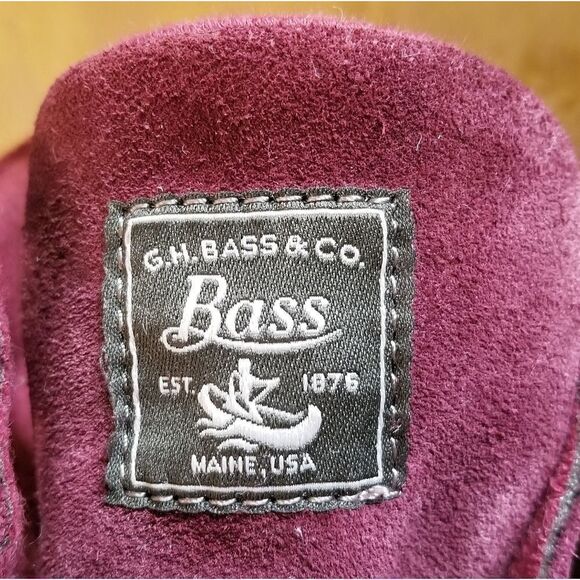 G.H. BASS & CO.
Bass
EST. 1876
MAINE, USA